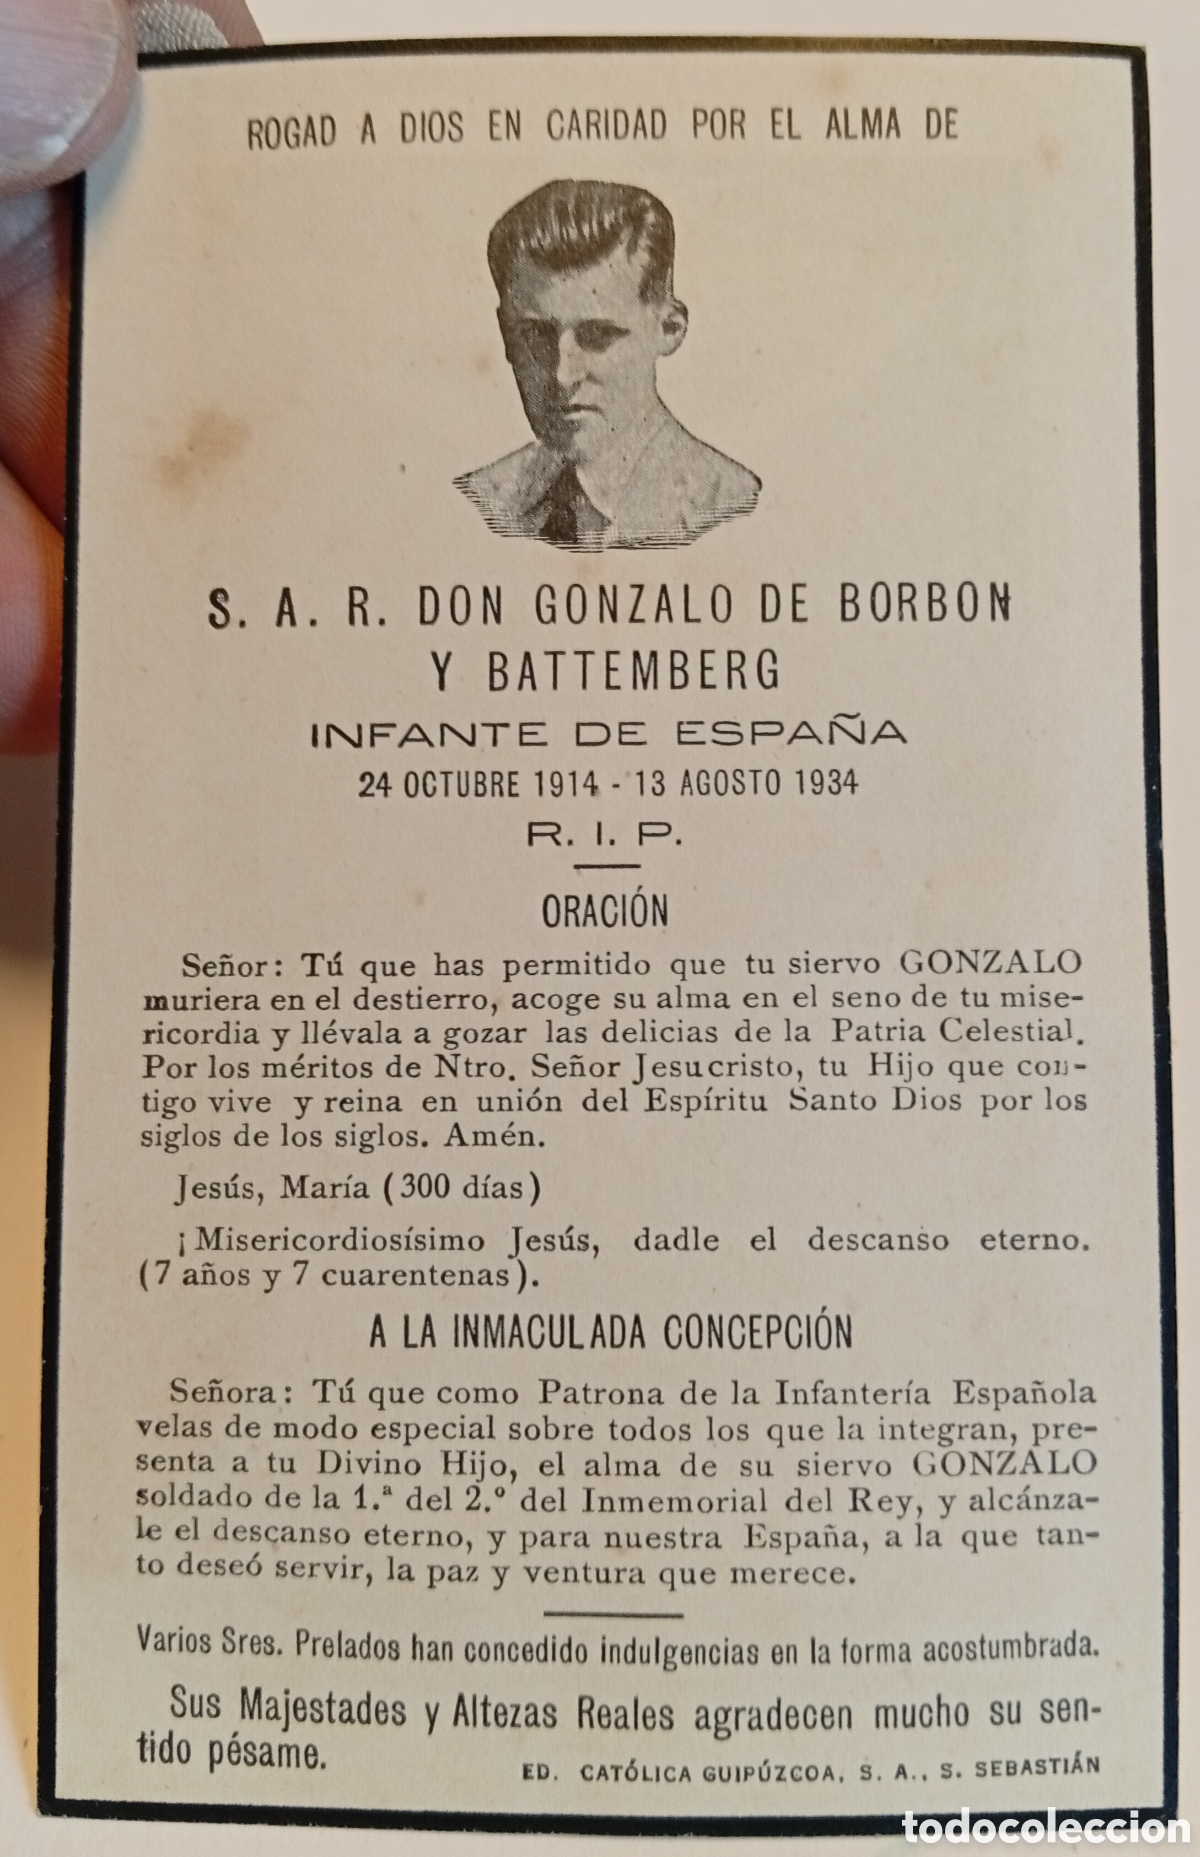 ROGAD A DIOS EN CARIDAD POR EL ALMA DE
S. A. R. DON GONZALO DE BORBON
Y BATTEMBERG
INFANTE DE ESPAÑA
24 OCTUBRE 1914 - 13 AGOSTO 1934
R. I. P.
ORACIÓN
Señor: Tú que has permitido que tu siervo GONZALO
muriera en el destierro, acoge su alma en el seno de tu mise-
ricordia y llévala a gozar las delicias de la Patria Celestial.
Por los méritos de Ntro. Señor Jesucristo, tu Hijo que con-
tigo vive y reina en unión del Espíritu Santo Dios por los
siglos de los siglos. Amén.
Jesús, María (300 días)
¡Misericordiosísimo Jesús, dadle el descanso eterno.
(7 años y 7 cuarentenas).
A LA INMACULADA CONCEPCIÓN
Señora: Tú que como Patrona de la Infantería Española
velas de modo especial sobre todos los que la integran, pre-
senta a tu Divino Hijo, el alma de su siervo GONZALO
soldado de la 1.ª del 2.º del Inmemorial del Rey, y alcánza-
le el descanso eterno, y para nuestra España, a la que tan-
to deseó servir, la paz y ventura que merece.
Varios Sres. Prelados han concedido indulgencias en la forma acostumbrada.
Sus Majestades y Altezas Reales agradecen mucho su sen-
tido pésame.
ED. CATÓLICA GUIPÚZCOA, S. A., S. SEBASTIÁN
todocoleccion